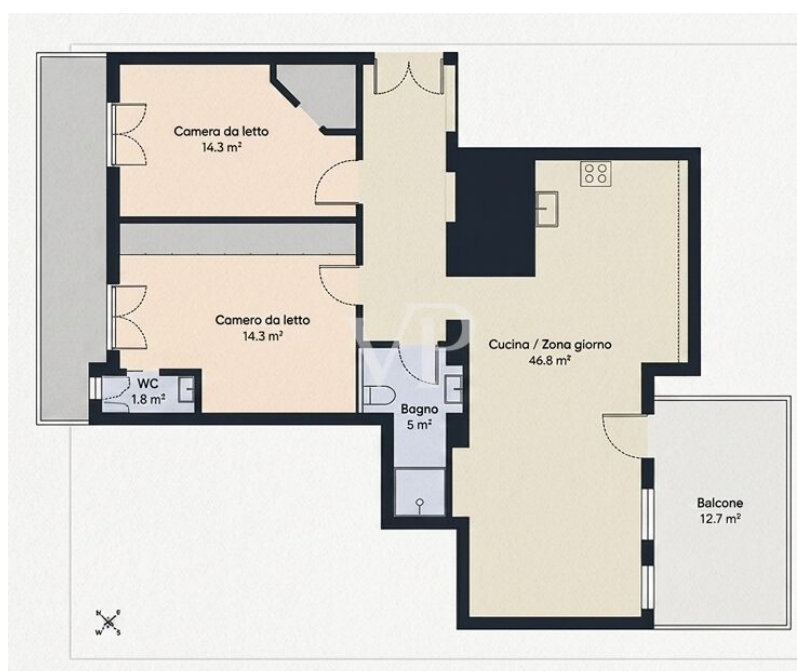 Camera da letto
14.3 m²
Camero da letto
14.3 m²
VP
Cucina / Zona giorno
46.8 m²
WC
1.8 m²
Bagno
5 m²
Balcone
12.7 m²
N E
W S